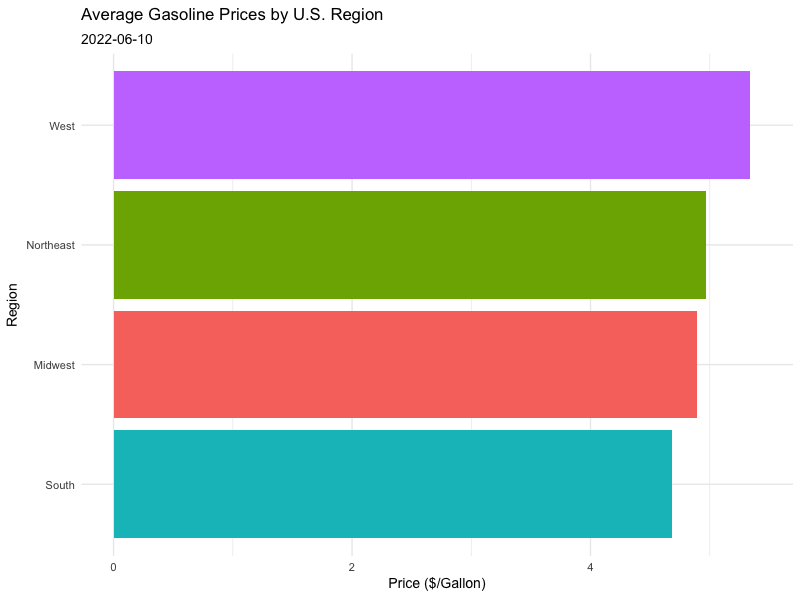 Average Gasoline Prices by U.S. Region
2022-06-10
West
Northeast
Midwest
South
Region
0 2 4
Price ($/Gallon)